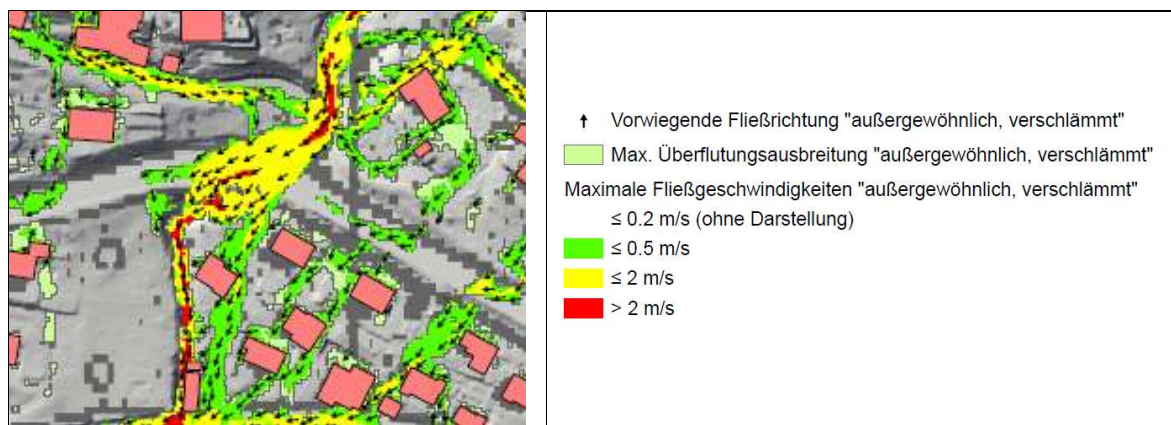 Vorwiegende Fließrichtung "außergewöhnlich, verschlämmt"
Max. Überflutungsausbreitung "außergewöhnlich, verschlämmt"
Maximale Fließgeschwindigkeiten "außergewöhnlich, verschlämmt"
≤ 0.2 m/s (ohne Darstellung)
≤ 0.5 m/s
≤ 2 m/s
> 2 m/s